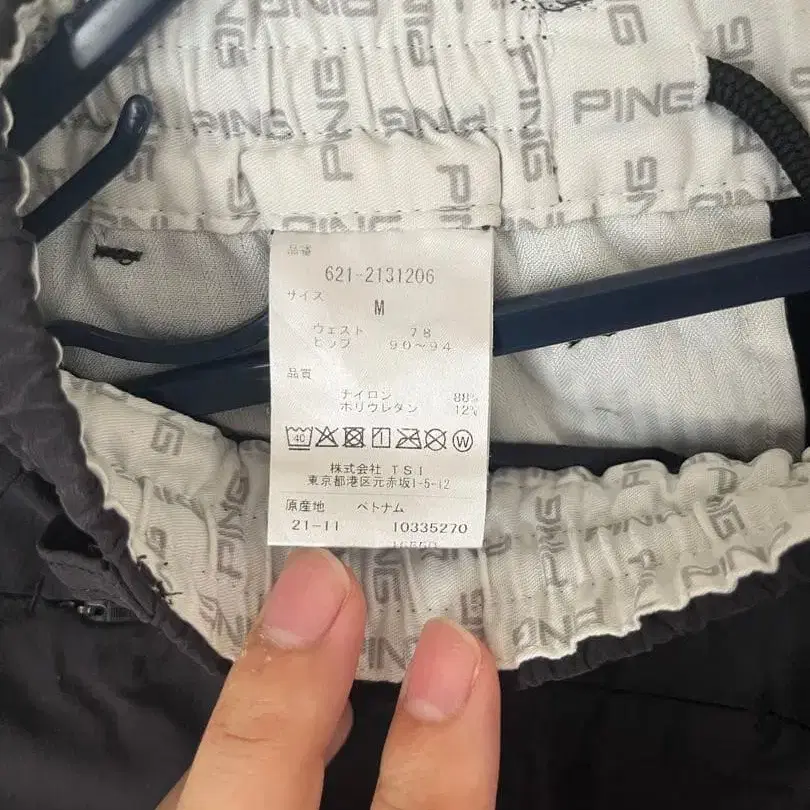 PING
品番
621-2131206
サイズ
M
ウェスト 78
ヒップ 90~94
品質
ナイロン 88%
ポリウレタン 12%
40 W
株式会社 TSI
東京都港区元赤坂1-5-12
原産地 ベトナム
21-11 10335270